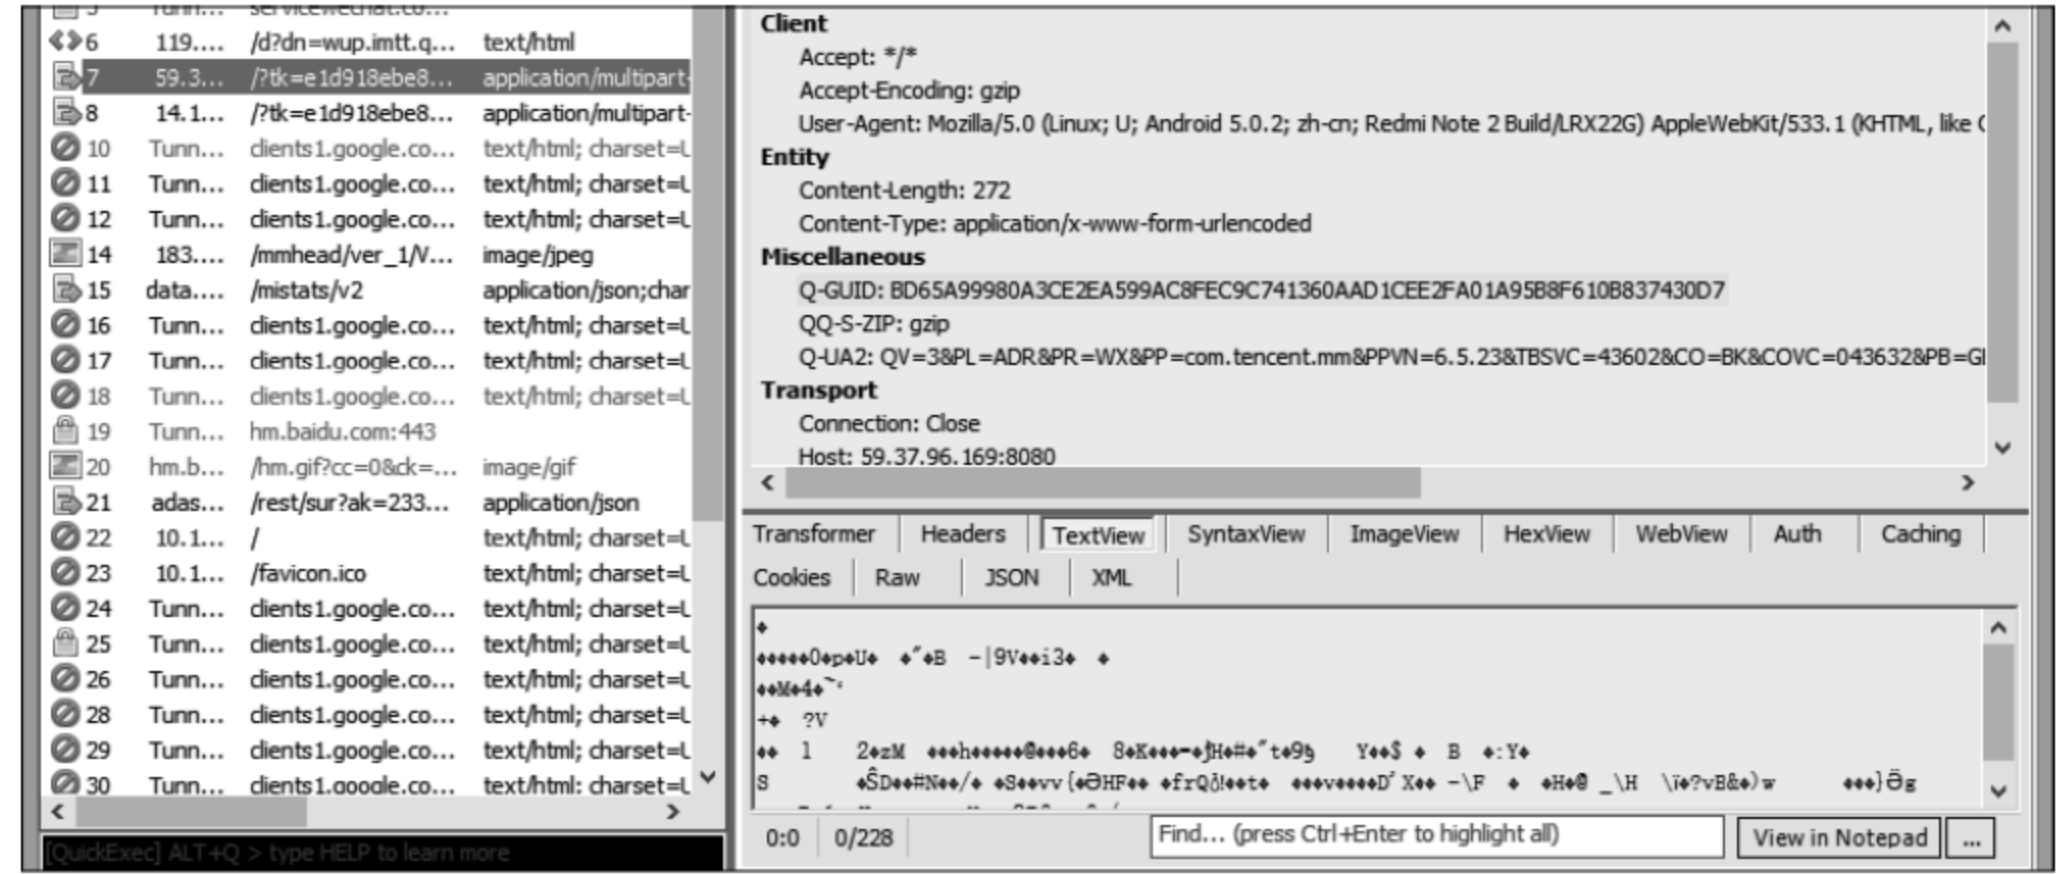 6 119.... /d?dn=wup.imtt.q... text/html
7 59.3... /?tk=e1d918ebe8... application/multipart-
8 14.1... /?tk=e1d918ebe8... application/multipart-
10 Tunn... clients1.google.co... text/html; charset=U
11 Tunn... clients1.google.co... text/html; charset=U
12 Tunn... clients1.google.co... text/html; charset=U
14 183.... /mmhead/ver_1/V... image/jpeg
15 data.... /mistats/v2 application/json;char
16 Tunn... clients1.google.co... text/html; charset=U
17 Tunn... clients1.google.co... text/html; charset=U
18 Tunn... clients1.google.co... text/html; charset=U
19 Tunn... hm.baidu.com:443
20 hm.b... /hm.gif?cc=0&ck=... image/gif
21 adas... /rest/sur?ak=233... application/json
22 10.1... / text/html; charset=U
23 10.1... /favicon.ico text/html; charset=U
24 Tunn... clients1.google.co... text/html; charset=U
25 Tunn... clients1.google.co... text/html; charset=U
26 Tunn... clients1.google.co... text/html; charset=U
28 Tunn... clients1.google.co... text/html; charset=U
29 Tunn... clients1.google.co... text/html; charset=U
30 Tunn... clients1.google.co... text/html; charset=U
[QuickExec] ALT+Q > type HELP to learn more
Client
Accept: */*
Accept-Encoding: gzip
User-Agent: Mozilla/5.0 (Linux; U; Android 5.0.2; zh-cn; Redmi Note 2 Build/LRX22G) AppleWebKit/533.1 (KHTML, like
Entity
Content-Length: 272
Content-Type: application/x-www-form-urlencoded
Miscellaneous
Q-GUID: BD65A99980A3CE2EA599AC8FEC9C741360AAD1CEE2FA01A95B8F610B837430D7
QQ-S-ZIP: gzip
Q-UA2: QV=3&PL=ADR&PR=WX&PP=com.tencent.mm&PPVN=6.5.23&TBSVC=43602&CO=BK&COVC=043632&PB=GI
Transport
Connection: Close
Host: 59.37.96.169:8080
Transformer Headers TextView SyntaxView ImageView HexView WebView Auth Caching
Cookies Raw JSON XML
0:0 0/228 Find... (press Ctrl+Enter to highlight all) View in Notepad ...